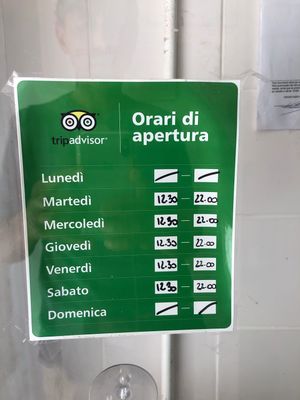 tripadvisor®
Orari di
apertura
Lunedì —
Martedì 12.30 — 22.00
Mercoledì 12.30 — 22.00
Giovedì 12.30 — 22.00
Venerdì 12.30 — 22.00
Sabato 12.30 — 22.00
Domenica —